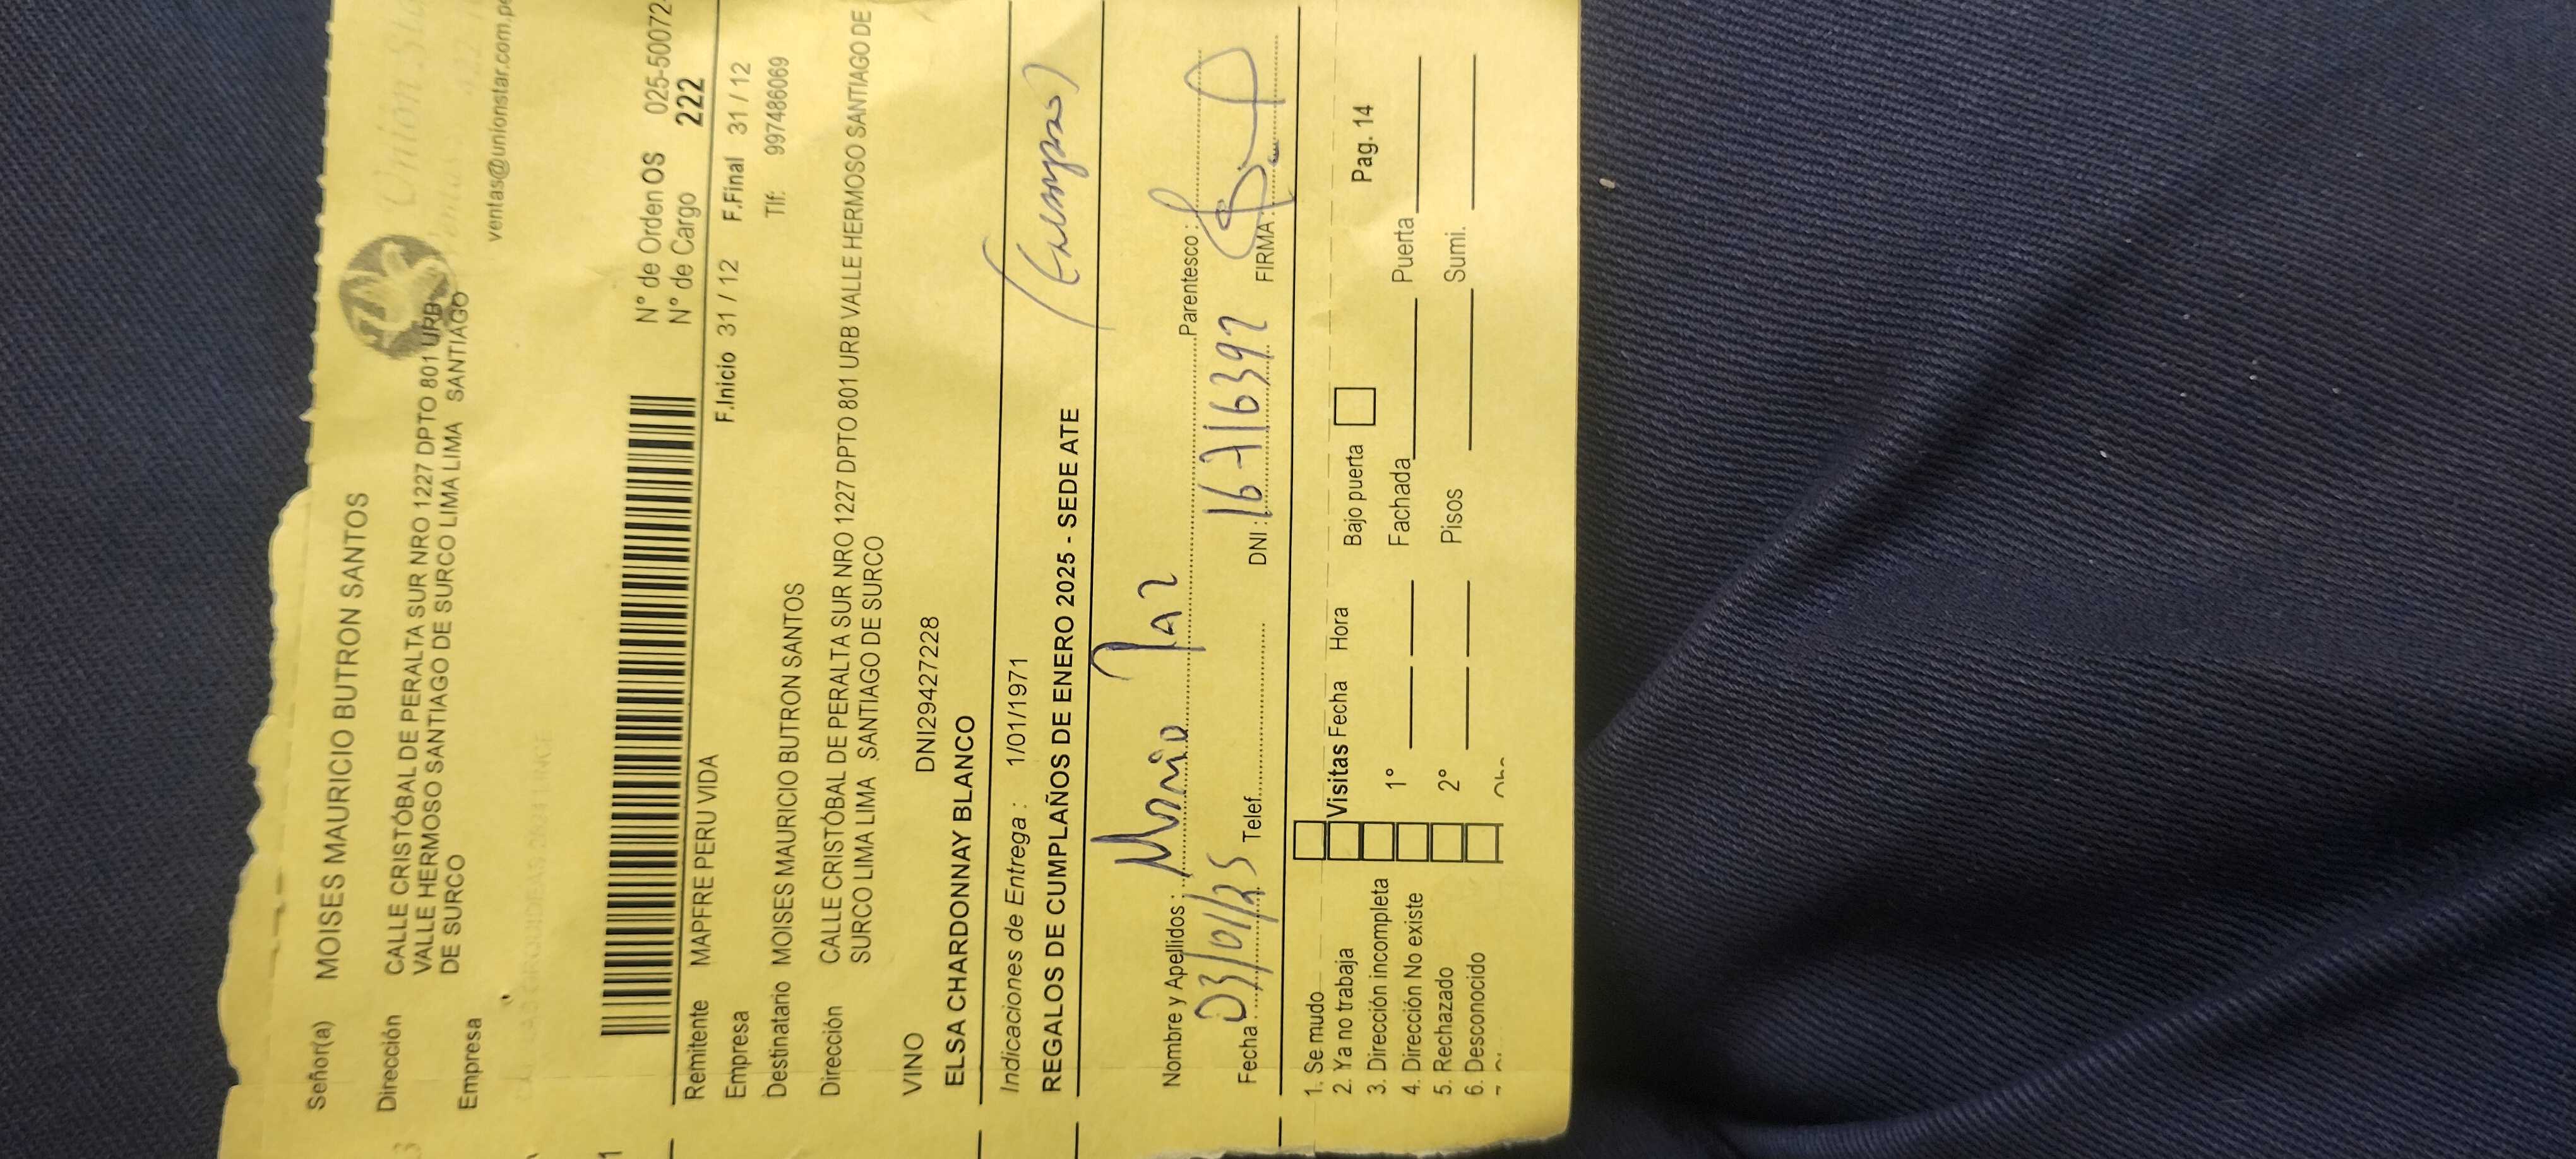 Unión Star
ventas@unionstar.com.pe
Señor(a) MOISES MAURICIO BUTRON SANTOS
Dirección CALLE CRISTÓBAL DE PERALTA SUR NRO 1227 DPTO 801 URB
VALLE HERMOSO SANTIAGO DE SURCO LIMA LIMA SANTIAGO
DE SURCO
Empresa
N° de Orden OS 025-50072-
N° de Cargo 222
Remitente MAPFRE PERU VIDA
Empresa F.Inicio 31 / 12 F.Final 31 / 12
Destinatario MOISES MAURICIO BUTRON SANTOS Tlf: 997486069
Dirección CALLE CRISTÓBAL DE PERALTA SUR NRO 1227 DPTO 801 URB VALLE HERMOSO SANTIAGO DE
SURCO LIMA LIMA SANTIAGO DE SURCO
VINO DNI29427228
ELSA CHARDONNAY BLANCO
Indicaciones de Entrega : 1/01/1971
REGALOS DE CUMPLAÑOS DE ENERO 2025 - SEDE ATE
Nombre y Apellidos : Parentesco :
Fecha 03/01/25 Telef. DNI : 16716397 FIRMA:
1. Se mudo
2. Ya no trabaja Visitas Fecha Hora Bajo puerta Pag. 14
3. Dirección incompleta
4. Dirección No existe 1° Fachada Puerta
5. Rechazado
6. Desconocido 2° Pisos Sumi.